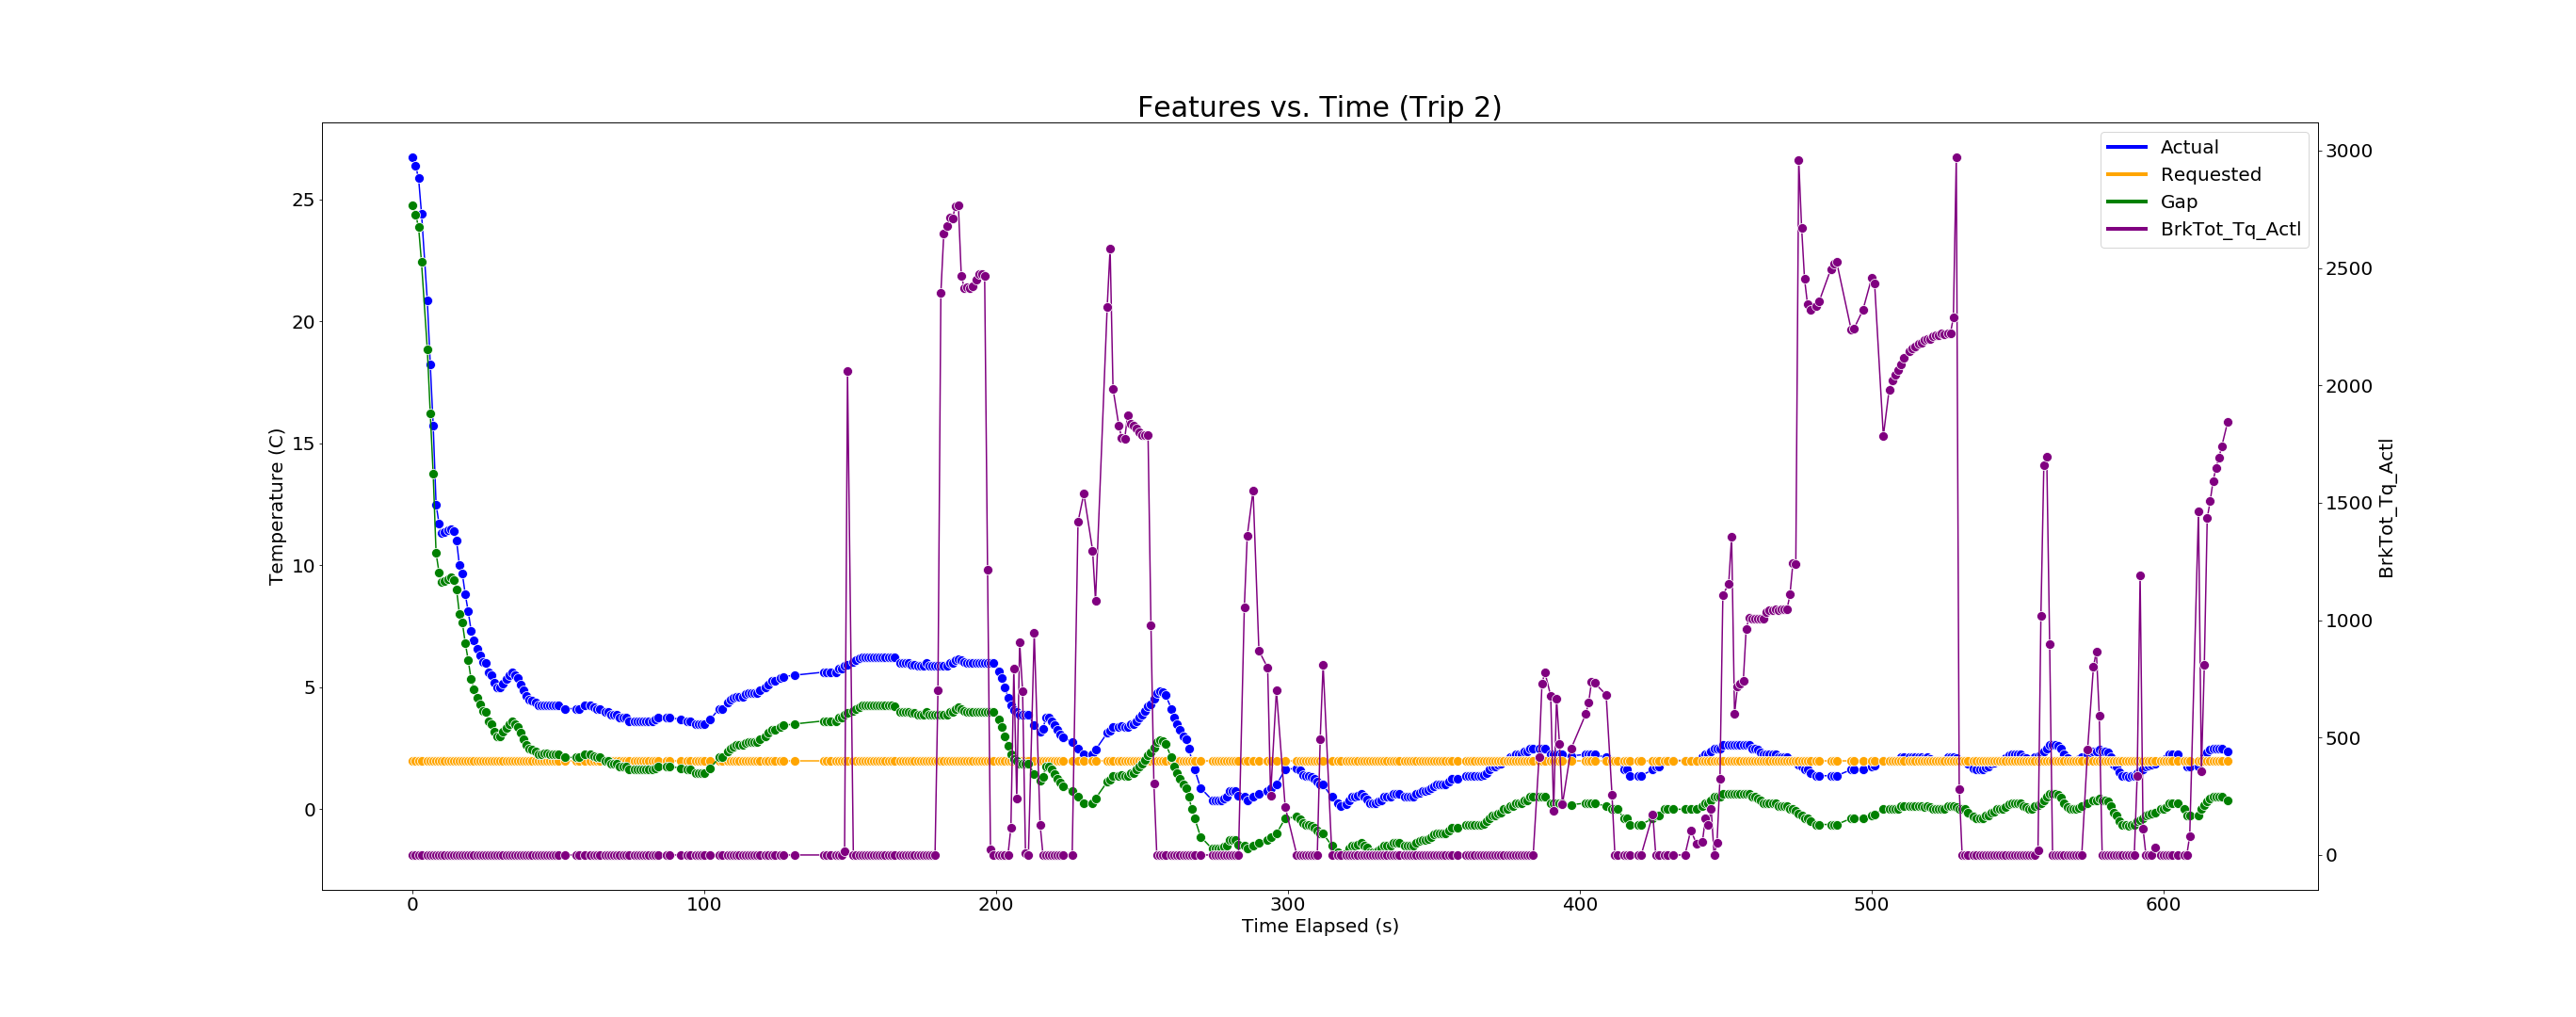 Features vs. Time (Trip 2)
Actual
Requested
Gap
BrkTot_Tq_Actl
Temperature (C)
25
20
15
10
5
0
3000
2500
2000
1500
1000
500
0
BrkTot_Tq_Actl
0 100 200 300 400 500 600
Time Elapsed (s)